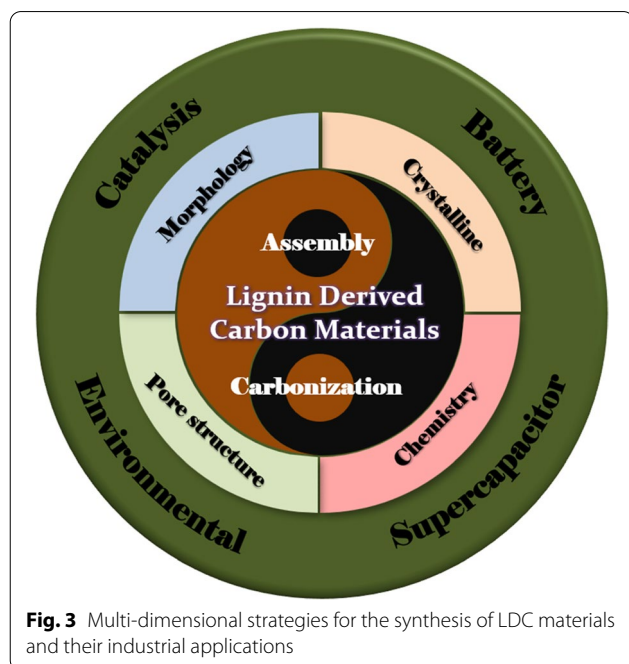 Catalysis
Battery
Morphology
Crystalline
Assembly
Lignin Derived
Carbon Materials
Carbonization
Pore structure
Chemistry
Environmental
Supercapacitor
Fig. 3 Multi-dimensional strategies for the synthesis of LDC materials
and their industrial applications